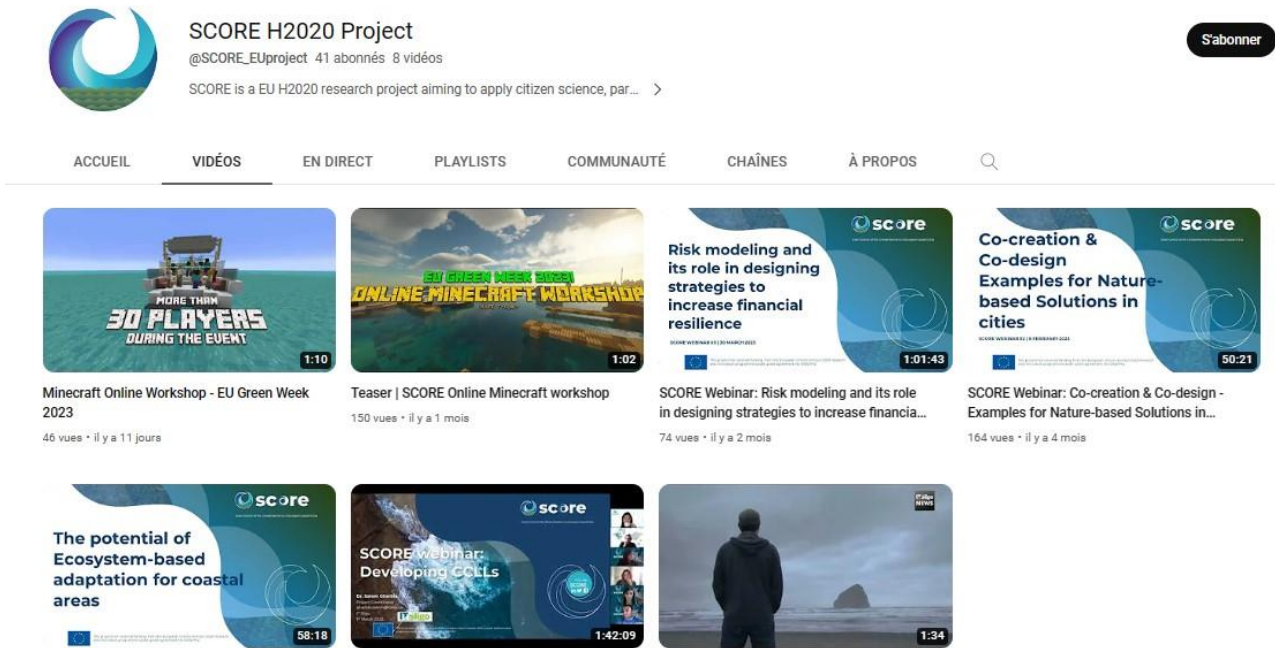 SCORE H2020 Project
@SCORE_EUproject 41 abonnés 8 vidéos
SCORE is a EU H2020 research project aiming to apply citizen science, par...
S'abonner
ACCUEIL VIDÉOS EN DIRECT PLAYLISTS COMMUNAUTÉ CHAÎNES À PROPOS
MORE THAN
30 PLAYERS
DURING THE EVENT
1:10
Minecraft Online Workshop - EU Green Week
2023
46 vues • il y a 11 jours
EU GREEN WEEK 2023!
ONLINE MINECRAFT WORKSHOP
1:02
Teaser | SCORE Online Minecraft workshop
150 vues • il y a 1 mois
score
Risk modeling and
its role in designing
strategies to
increase financial
resilience
1:01:43
SCORE Webinar: Risk modeling and its role
in designing strategies to increase financia...
74 vues • il y a 2 mois
score
Co-creation &
Co-design
Examples for Nature-
based Solutions in
cities
50:21
SCORE Webinar: Co-creation & Co-design -
Examples for Nature-based Solutions in...
164 vues • il y a 4 mois
score
The potential of
Ecosystem-based
adaptation for coastal
areas
58:18
score
SCORE webinar:
Developing CCLLs
1:42:09
NEWS
1:34